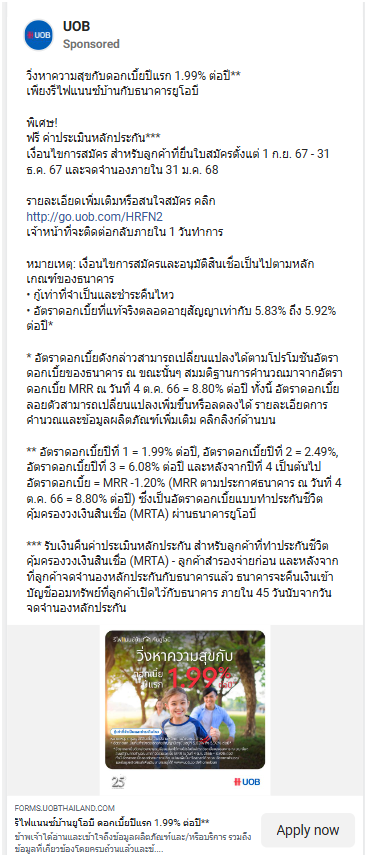 UOB
UOB
Sponsored
วิ่งหาความสุขกับดอกเบี้ยปีแรก 1.99% ต่อปี**
เพียงรีไฟแนนซ์บ้านกับธนาคารยูโอบี
พิเศษ!
ฟรี ค่าประเมินหลักประกัน***
เงื่อนไขการสมัคร สำหรับลูกค้าที่ยื่นใบสมัครตั้งแต่ 1 ก.ย. 67 - 31
ธ.ค. 67 และจดจำนองภายใน 31 ม.ค. 68
รายละเอียดเพิ่มเติมหรือสนใจสมัคร คลิก
http://go.uob.com/HRFN2
เจ้าหน้าที่จะติดต่อกลับภายใน 1 วันทำการ
หมายเหตุ: เงื่อนไขการสมัครและอนุมัติสินเชื่อเป็นไปตามหลัก
เกณฑ์ของธนาคาร
• กู้เท่าที่จำเป็นและชำระคืนไหว
• อัตราดอกเบี้ยที่แท้จริงตลอดอายุสัญญาเท่ากับ 5.83% ถึง 5.92%
ต่อปี*
* อัตราดอกเบี้ยดังกล่าวสามารถเปลี่ยนแปลงได้ตามโปรโมชันอัตรา
ดอกเบี้ยของธนาคาร ณ ขณะนั้นๆ สมมติฐานการคำนวณมาจากอัตรา
ดอกเบี้ย MRR ณ วันที่ 4 ต.ค. 66 = 8.80% ต่อปี ทั้งนี้ อัตราดอกเบี้ย
ลอยตัวสามารถเปลี่ยนแปลงเพิ่มขึ้นหรือลดลงได้ รายละเอียดการ
คำนวณและข้อมูลผลิตภัณฑ์เพิ่มเติม คลิกลิงก์ด้านบน
** อัตราดอกเบี้ยปีที่ 1 = 1.99% ต่อปี, อัตราดอกเบี้ยปีที่ 2 = 2.49%,
อัตราดอกเบี้ยปีที่ 3 = 6.08% ต่อปี และหลังจากปีที่ 4 เป็นต้นไป
อัตราดอกเบี้ย = MRR -1.20% (MRR ตามประกาศธนาคาร ณ วันที่ 4
ต.ค. 66 = 8.80% ต่อปี) ซึ่งเป็นอัตราดอกเบี้ยแบบทำประกันชีวิต
คุ้มครองวงเงินสินเชื่อ (MRTA) ผ่านธนาคารยูโอบี
*** รับเงินคืนค่าประเมินหลักประกัน สำหรับลูกค้าที่ทำประกันชีวิต
คุ้มครองวงเงินสินเชื่อ (MRTA) - ลูกค้าสำรองจ่ายก่อน และหลังจาก
ที่ลูกค้าจดจำนองหลักประกันกับธนาคารแล้ว ธนาคารจะคืนเงินเข้า
บัญชีออมทรัพย์ที่ลูกค้าเปิดไว้กับธนาคาร ภายใน 45 วันนับจากวัน
จดจำนองหลักประกัน
รีไฟแนนซ์บ้านกับยูโอบี
วิ่งหาความสุขกับ
ดอกเบี้ย
ปีแรก 1.99% ต่อปี
กู้เท่าที่จำเป็นและชำระคืนไหว
25
UOB
FORMS.UOBTHAILAND.COM
รีไฟแนนซ์บ้านยูโอบี ดอกเบี้ยปีแรก 1.99% ต่อปี**
ข้าพเจ้าได้อ่านและเข้าใจถึงข้อมูลผลิตภัณฑ์และ/หรือบริการ รวมถึง
ข้อมูลที่เกี่ยวข้องโดยครบถ้วนแล้วและข้...
Apply now